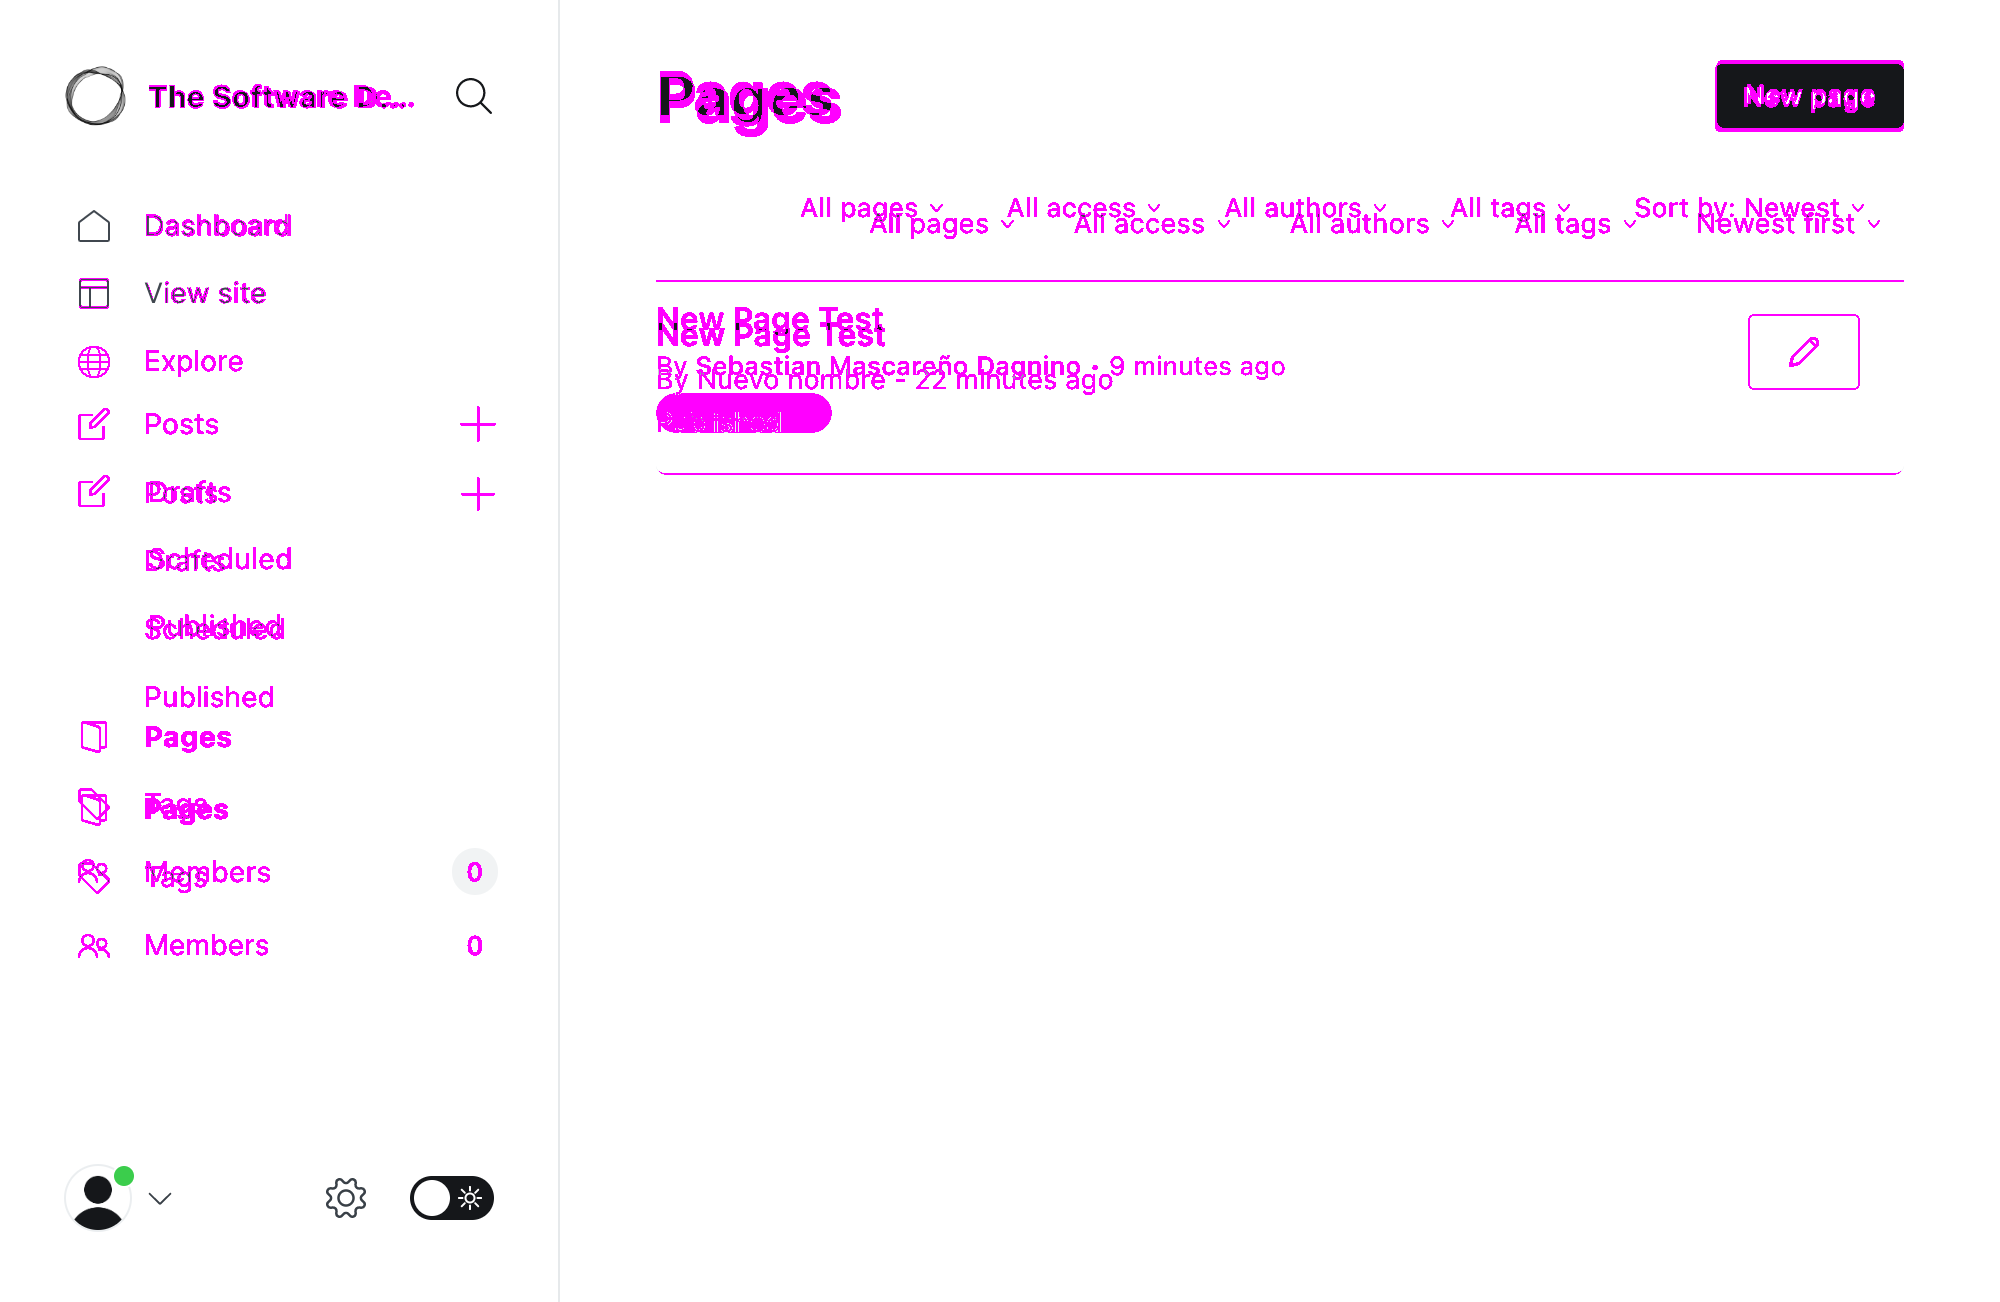 The Software De...
Pages
New page
Dashboard
All pages All access All authors All tags Sort by: Newest
All pages All access All authors All tags Newest first
View site
New Page Test
New Page Test
Explore
By Sebastian Mascareño Dagnino • 9 minutes ago
By Nuevo nombre - 22 minutes ago
Posts
Published
Drafts
Posts
Scheduled
Drafts
Published
Scheduled
Published
Pages
Tags
Pages
Members 0
Tags
Members 0